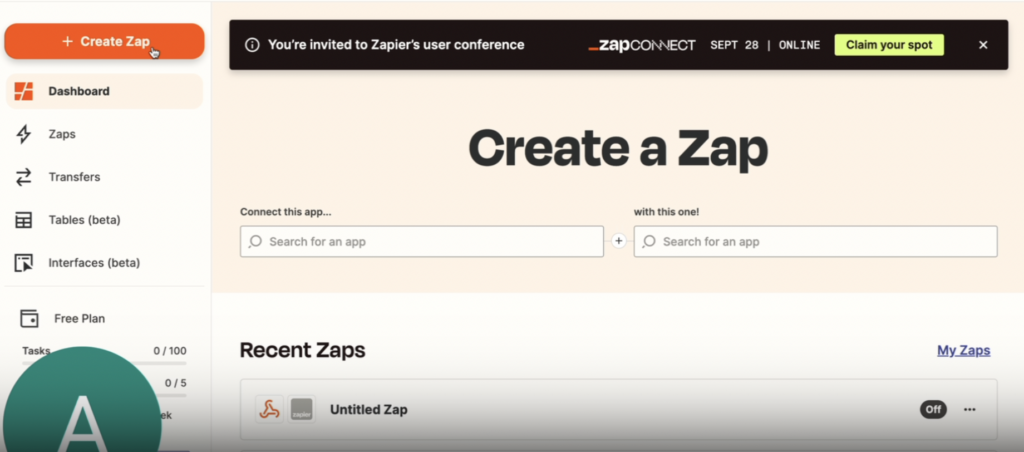 + Create Zap
Dashboard
Zaps
Transfers
Tables (beta)
Interfaces (beta)
Free Plan
Tasks
0 / 100
0 / 5
ek
A
You're invited to Zapier's user conference
_zapCONNECT
SEPT 28 | ONLINE
Claim your spot
Create a Zap
Connect this app...
with this one!
Search for an app
+
Search for an app
Recent Zaps
My Zaps
zapier
Untitled Zap
Off